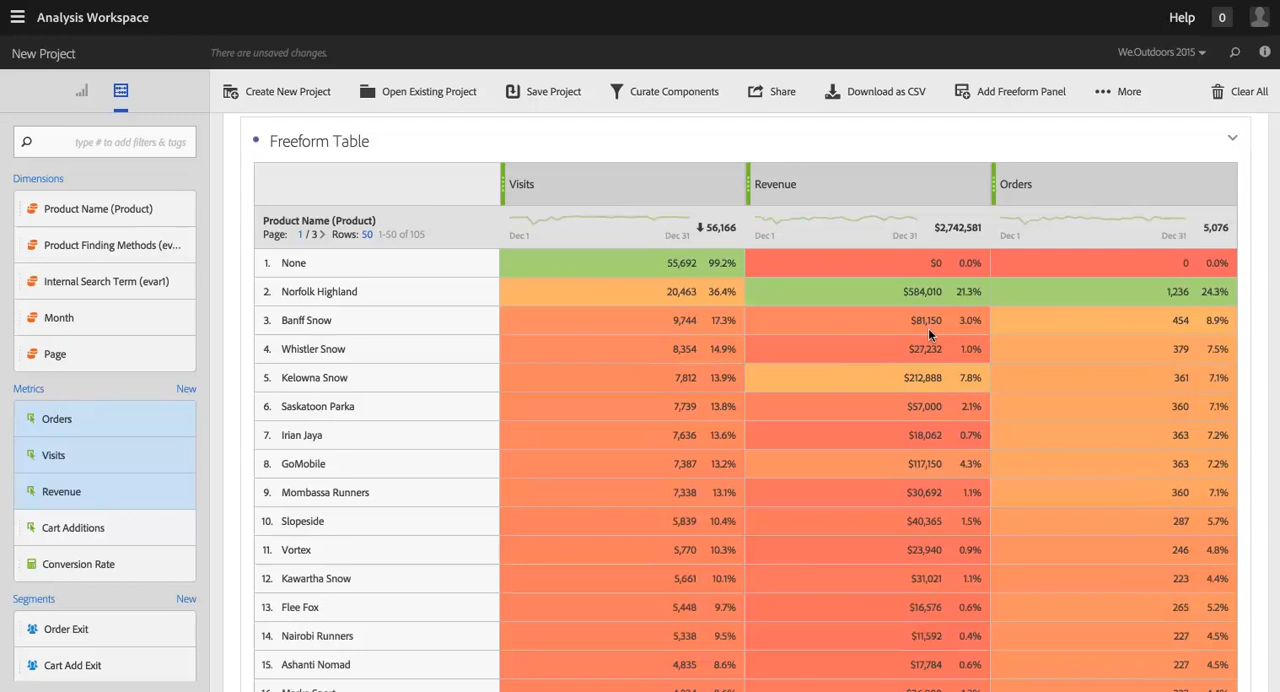 Analysis Workspace
Help 0
New Project
There are unsaved changes.
We.Outdoors 2015
Create New Project
Open Existing Project
Save Project
Curate Components
Share
Download as CSV
Add Freeform Panel
More
Clear All
type # to add filters & tags
Dimensions
Product Name (Product)
Product Finding Methods (ev...
Internal Search Term (evar1)
Month
Page
Metrics New
Orders
Visits
Revenue
Cart Additions
Conversion Rate
Segments New
Order Exit
Cart Add Exit
Freeform Table
Visits Revenue Orders
Product Name (Product)
Page: 1 / 3 > Rows: 50 1-50 of 105
Dec 1 Dec 31 56,166
Dec 1 Dec 31 $2,742,581
Dec 1 Dec 31 5,076
1. None 55,692 99.2% $0 0.0% 0 0.0%
2. Norfolk Highland 20,463 36.4% $584,010 21.3% 1,236 24.3%
3. Banff Snow 9,744 17.3% $81,150 3.0% 454 8.9%
4. Whistler Snow 8,354 14.9% $27,232 1.0% 379 7.5%
5. Kelowna Snow 7,812 13.9% $212,888 7.8% 361 7.1%
6. Saskatoon Parka 7,739 13.8% $57,000 2.1% 360 7.1%
7. Irian Jaya 7,636 13.6% $18,062 0.7% 363 7.2%
8. GoMobile 7,387 13.2% $117,150 4.3% 363 7.2%
9. Mombassa Runners 7,338 13.1% $30,692 1.1% 360 7.1%
10. Slopeside 5,839 10.4% $40,365 1.5% 287 5.7%
11. Vortex 5,770 10.3% $23,940 0.9% 246 4.8%
12. Kawartha Snow 5,661 10.1% $31,021 1.1% 223 4.4%
13. Flee Fox 5,448 9.7% $16,576 0.6% 265 5.2%
14. Nairobi Runners 5,338 9.5% $11,592 0.4% 227 4.5%
15. Ashanti Nomad 4,835 8.6% $17,784 0.6% 227 4.5%